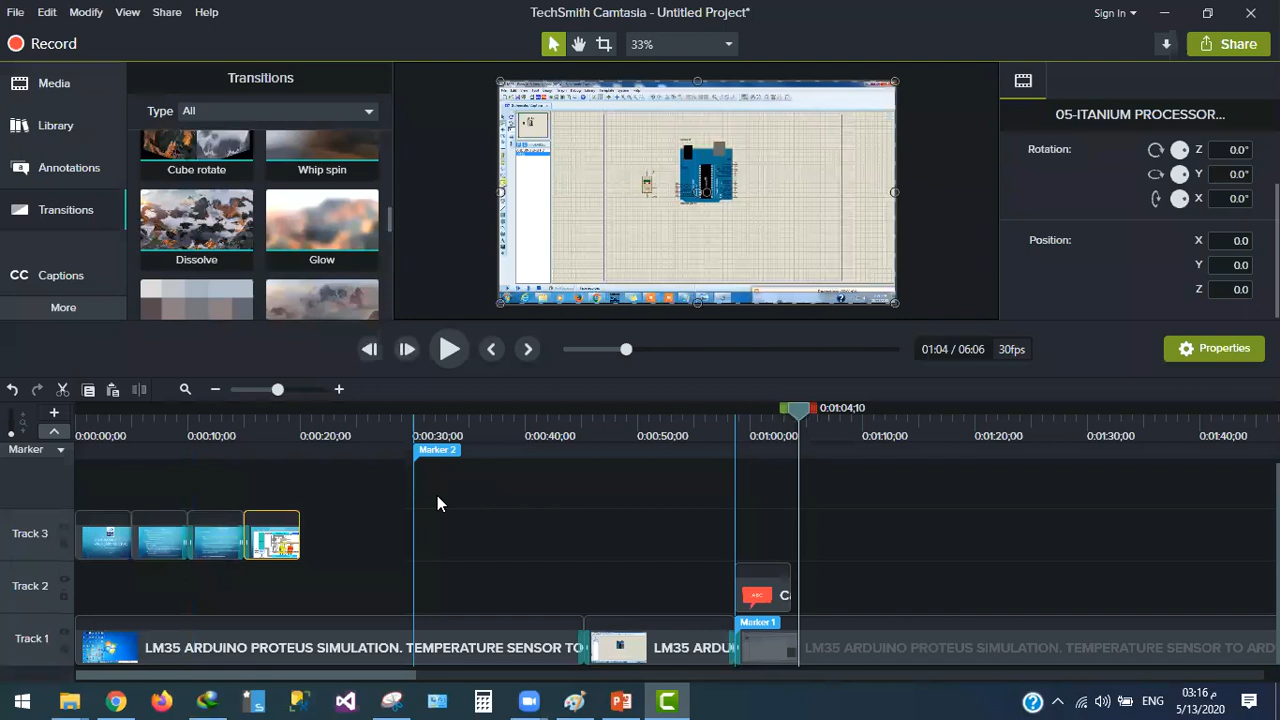 File Edit Modify View Share Help
TechSmith Camtasia - Untitled Project*
Sign In
Record
33%
Share
Media
Library
Annotations
Transitions
CC Captions
More
Transitions
Type All
Cube rotate
Whip spin
Dissolve
Glow
05-ITANIUM PROCESSOR...
Rotation:
Z 0.0°
Y 0.0°
X 0.0°
Position:
X 0.0
Y 0.0
Z 0.0
01:04 / 06:06 30fps
Properties
0:01:04;10
0:00:00;00 0:00:10;00 0:00:20;00 0:00:30;00 0:00:40;00 0:00:50;00 0:01:00;00 0:01:10;00 0:01:20;00 0:01:30;00 0:01:40;00
Marker
Marker 2
Track 3
Track 2
ABC
Marker 1
Track 1
LM35 ARDUINO PROTEUS SIMULATION. TEMPERATURE SENSOR TO
LM35 ARDU
LM35 ARDUINO PROTEUS SIMULATION. TEMPERATURE SENSOR TO ARD
ENG
03:16 م
5/13/2020